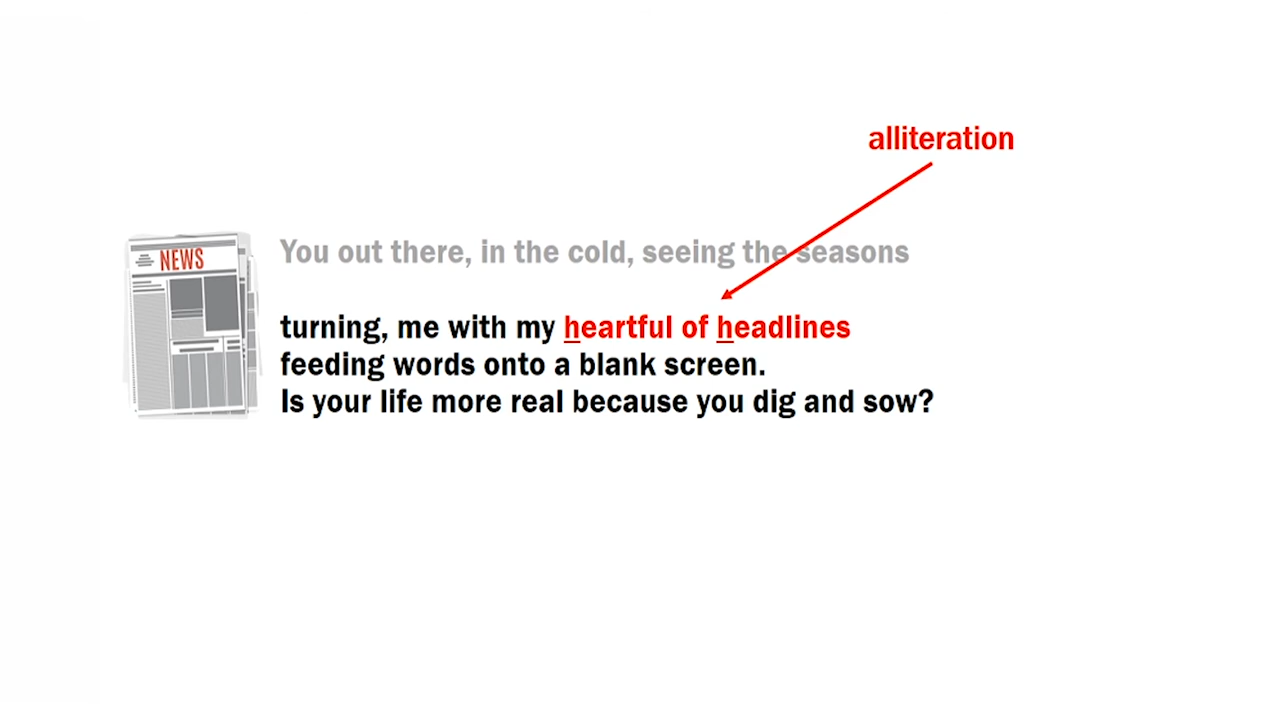 alliteration
NEWS
You out there, in the cold, seeing the seasons
turning, me with my heartful of headlines
feeding words onto a blank screen.
Is your life more real because you dig and sow?